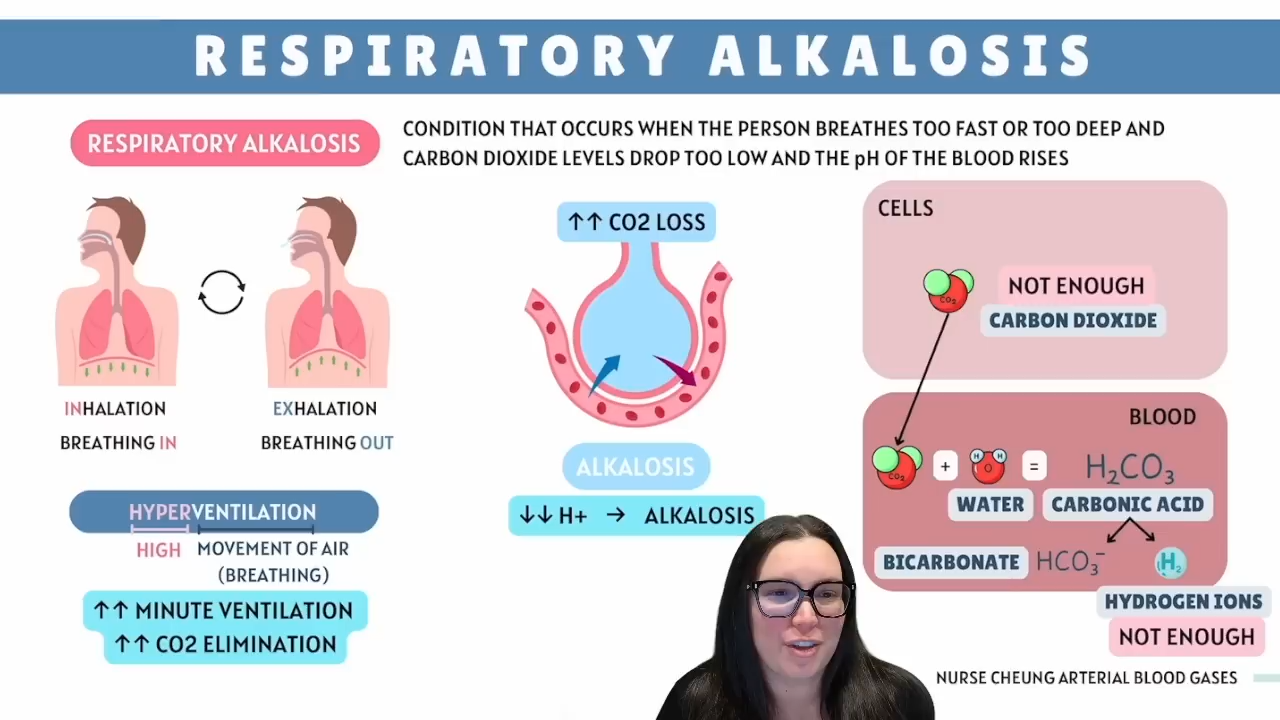 RESPIRATORY ALKALOSIS
RESPIRATORY ALKALOSIS
CONDITION THAT OCCURS WHEN THE PERSON BREATHES TOO FAST OR TOO DEEP AND
CARBON DIOXIDE LEVELS DROP TOO LOW AND THE pH OF THE BLOOD RISES
INHALATION
BREATHING IN
EXHALATION
BREATHING OUT
HYPERVENTILATION
HIGH
MOVEMENT OF AIR
(BREATHING)
↑↑ MINUTE VENTILATION
↑↑ CO2 ELIMINATION
↑↑ CO2 LOSS
ALKALOSIS
↓↓ H+ → ALKALOSIS
CELLS
CO₂
NOT ENOUGH
CARBON DIOXIDE
BLOOD
CO₂ + H O H = H₂CO₃
WATER
CARBONIC ACID
BICARBONATE HCO₃⁻
H₂
HYDROGEN IONS
NOT ENOUGH
NURSE CHEUNG ARTERIAL BLOOD GASES